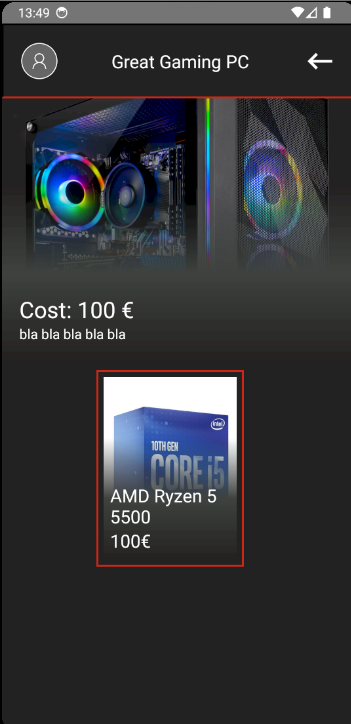 13:49
Great Gaming PC
Cost: 100 €
bla bla bla bla bla
intel
10TH GEN
CORE i5
AMD Ryzen 5
5500
100€